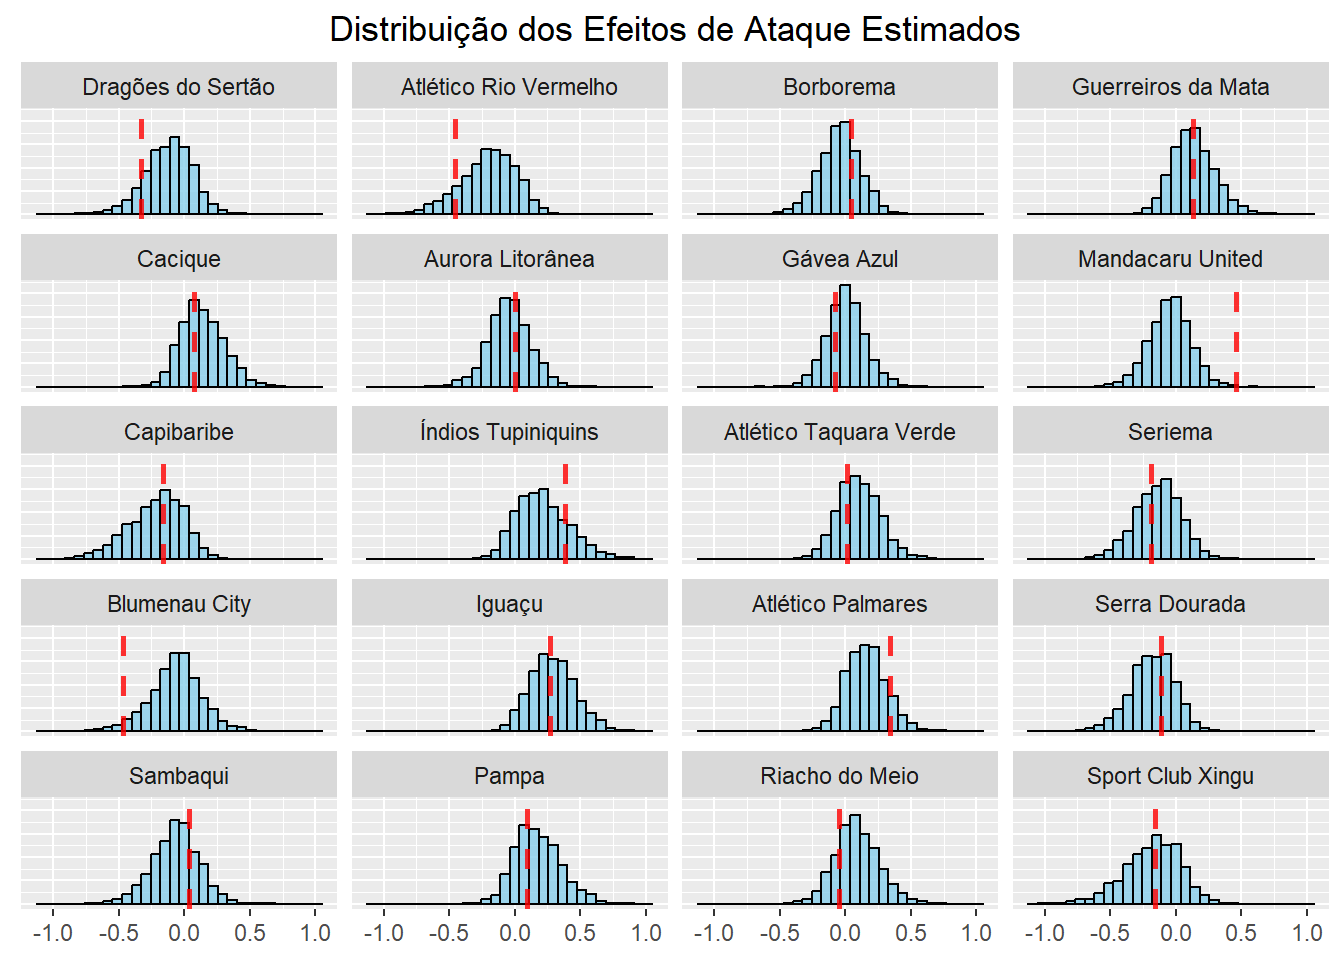 Distribuição dos Efeitos de Ataque Estimados
Dragões do Sertão
Atlético Rio Vermelho
Borborema
Guerreiros da Mata
Cacique
Aurora Litorânea
Gávea Azul
Mandacaru United
Capibaribe
Índios Tupiniquins
Atlético Taquara Verde
Seriema
Blumenau City
Iguaçu
Atlético Palmares
Serra Dourada
Sambaqui
Pampa
Riacho do Meio
Sport Club Xingu
-1.0 -0.5 0.0 0.5 1.0
-1.0 -0.5 0.0 0.5 1.0
-1.0 -0.5 0.0 0.5 1.0
-1.0 -0.5 0.0 0.5 1.0